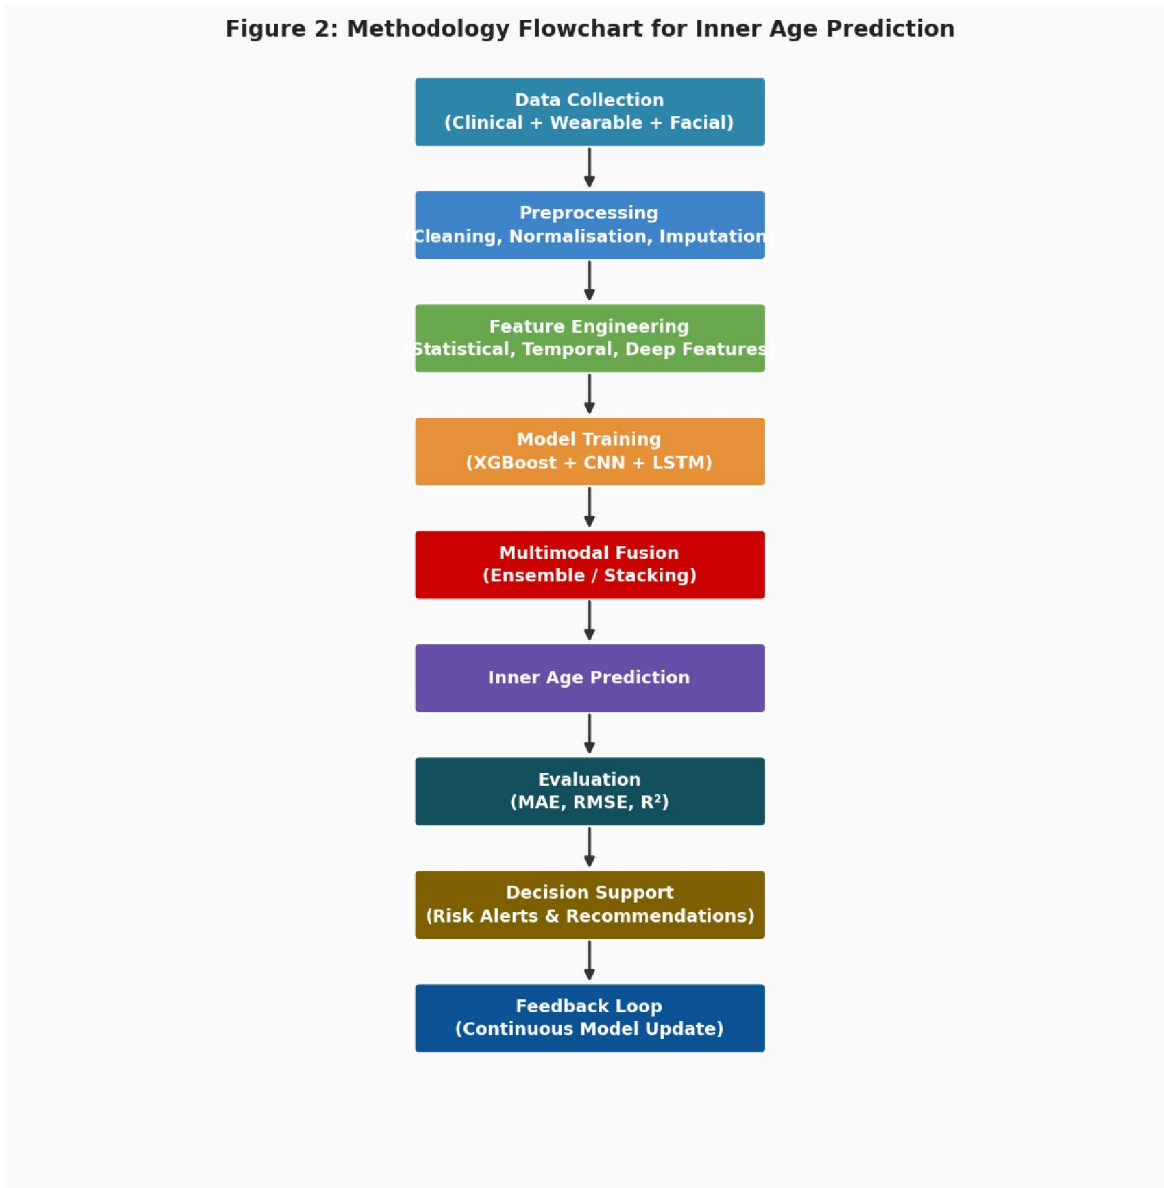 Figure 2: Methodology Flowchart for Inner Age Prediction
Data Collection
(Clinical + Wearable + Facial)
Preprocessing
(Cleaning, Normalisation, Imputation)
Feature Engineering
(Statistical, Temporal, Deep Features)
Model Training
(XGBoost + CNN + LSTM)
Multimodal Fusion
(Ensemble / Stacking)
Inner Age Prediction
Evaluation
(MAE, RMSE, R²)
Decision Support
(Risk Alerts & Recommendations)
Feedback Loop
(Continuous Model Update)